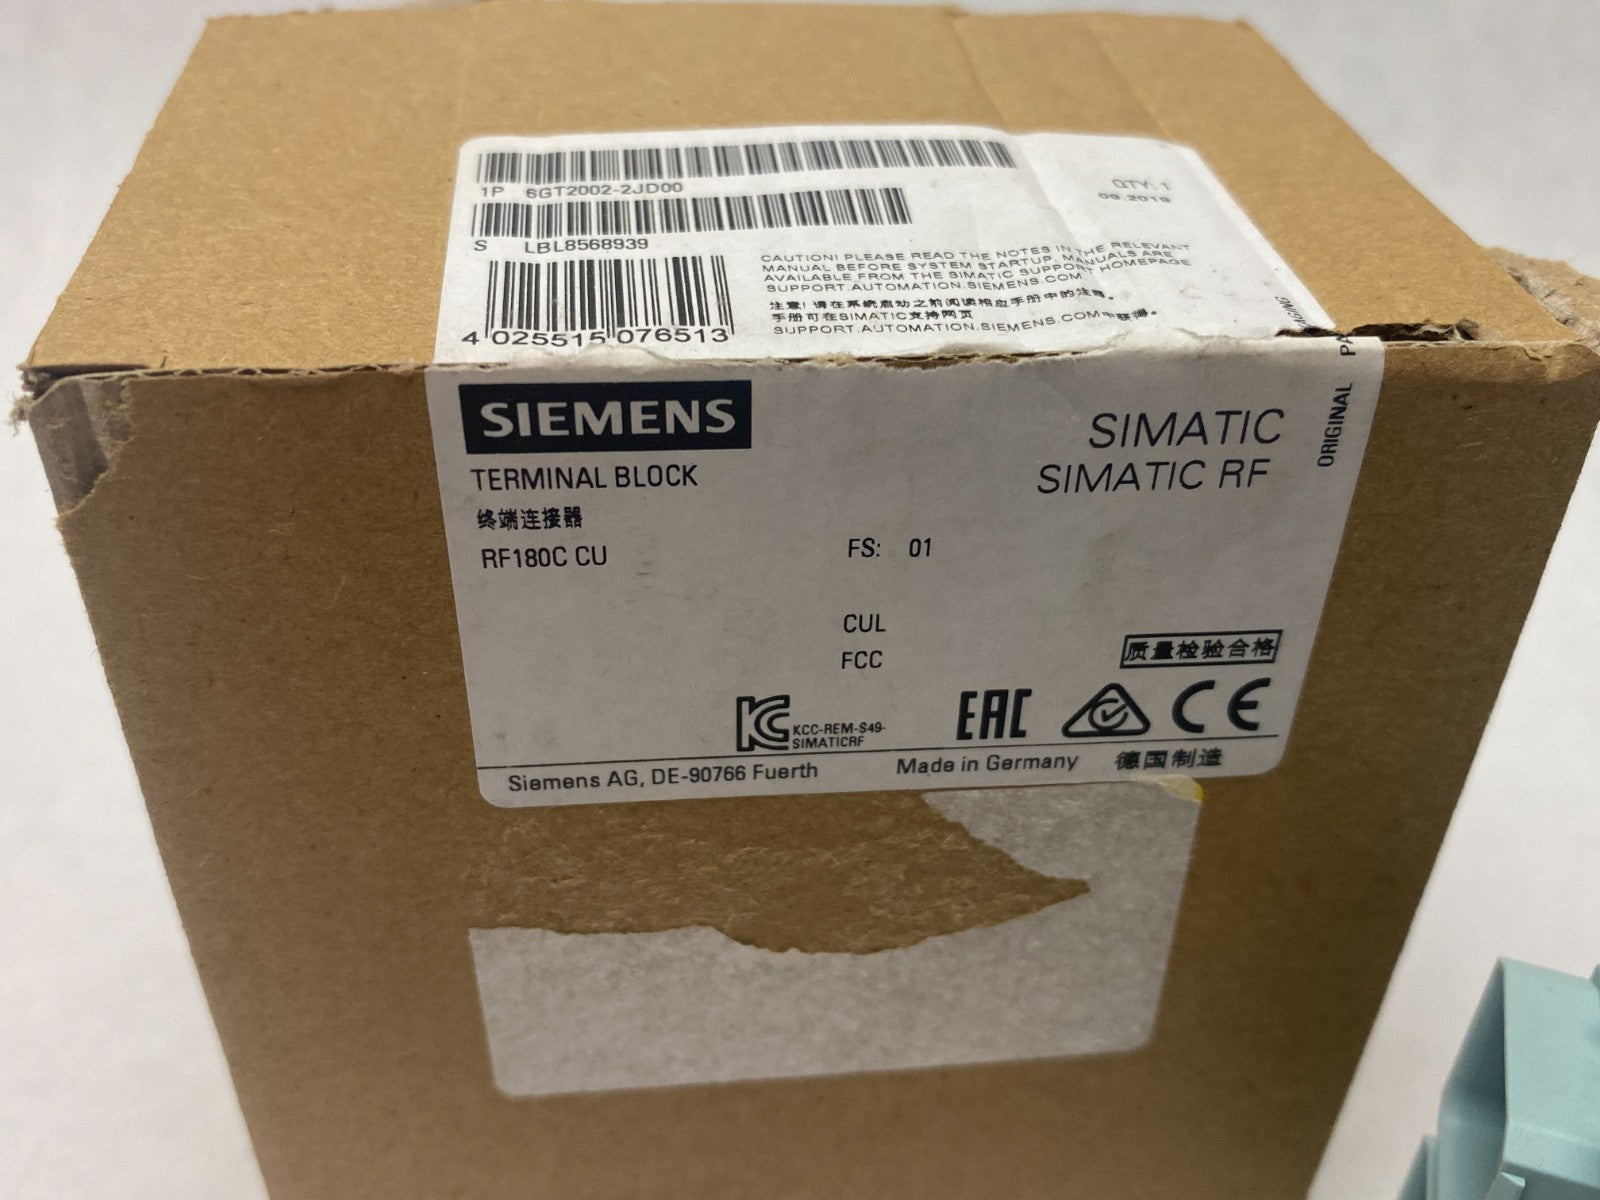 1P 6GT2002-2JD00
QTY: 1
09.2019
S LBL8568939
CAUTION! PLEASE READ THE NOTES IN THE RELEVANT
MANUAL BEFORE SYSTEM STARTUP. MANUALS ARE
AVAILABLE FROM THE SIMATIC SUPPORT HOMEPAGE
SUPPORT.AUTOMATION.SIEMENS.COM
注意! 请在系统启动之前阅读相应手册中的注释。
手册可在SIMATIC支持网页
SUPPORT.AUTOMATION.SIEMENS.COM中获得。
4 025515 076513
ORIGINAL PACKAGING
SIEMENS
SIMATIC
TERMINAL BLOCK
SIMATIC RF
终端连接器
RF180C CU
FS: 01
CUL
FCC
质量检验合格
KC KCC-REM-S49-
SIMATICRF
EAC
CE
Siemens AG, DE-90766 Fuerth
Made in Germany
德国制造